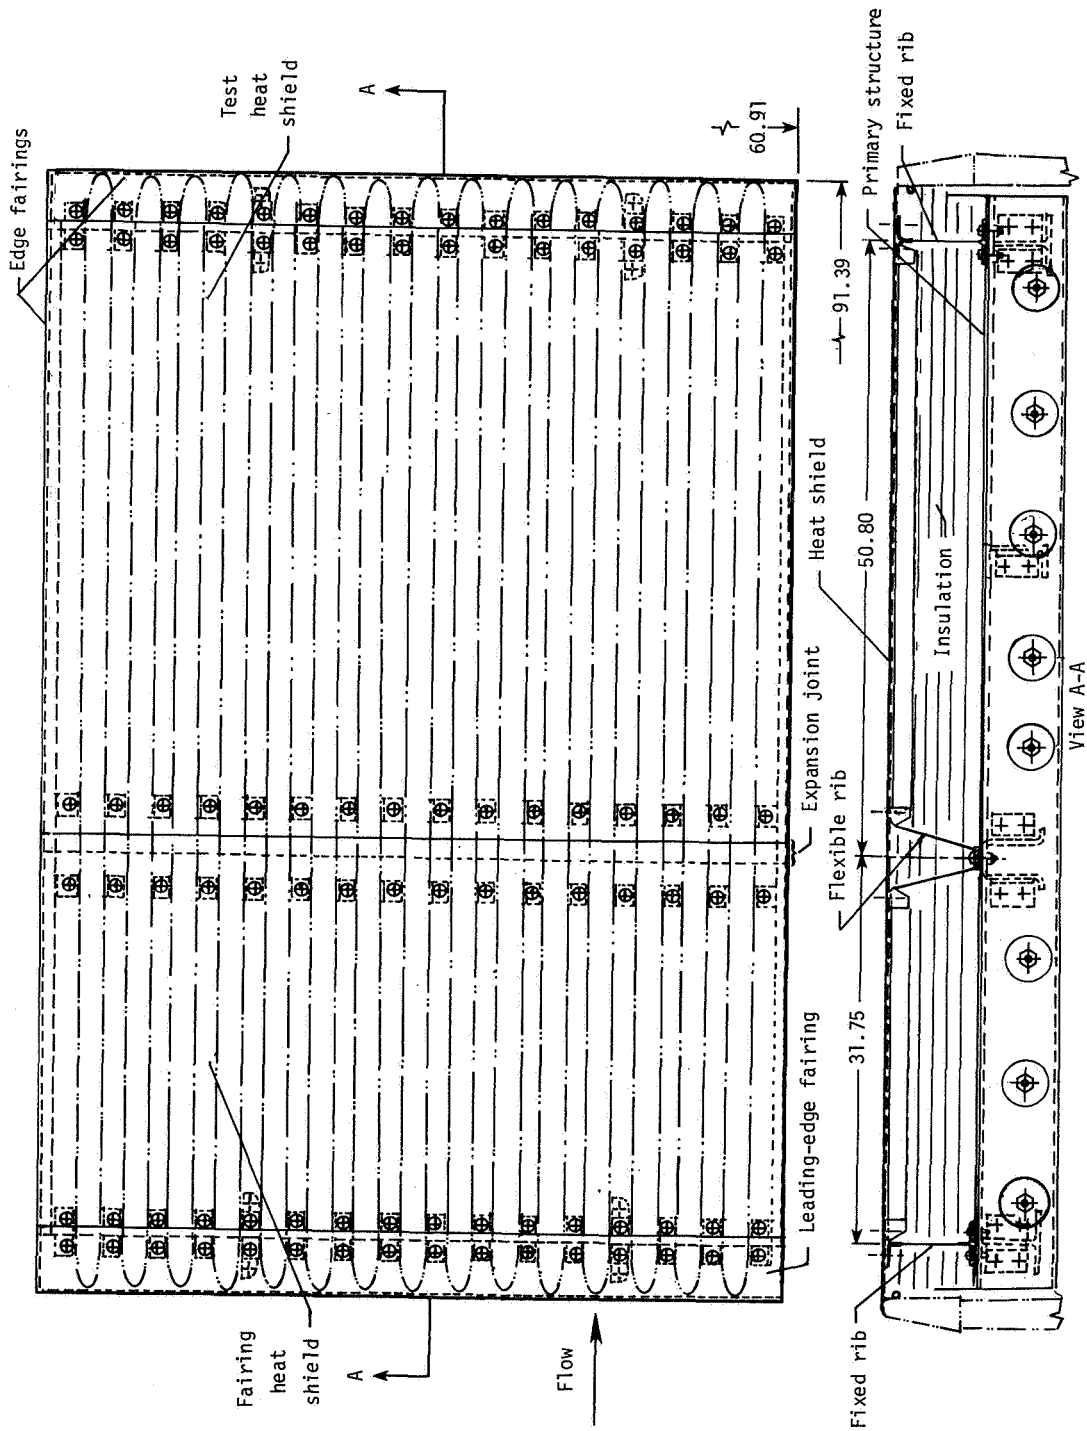 Edge fairings
Test
heat
shield
A
60.91
91.39
Primary structure
Fixed rib
Heat shield
50.80
Insulation
Expansion joint
Flexible rib
View A-A
31.75
Leading-edge fairing
Fairing
heat
shield
A
Flow
Fixed rib